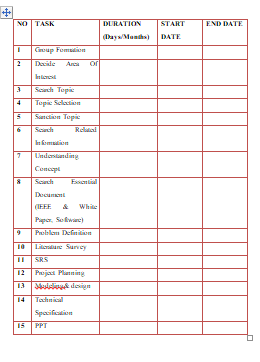 NO TASK DURATION START END DATE
(Days/Months) DATE
1 Group Formation
2 Decide Area Of
Interest
3 Search Topic
4 Topic Selection
5 Sanction Topic
6 Search Related
Information
7 Understanding
Concept
8 Search Essential
Document
(IEEE & White
Paper, Software)
9 Problem Definition
10 Literature Survey
11 SRS
12 Project Planning
13 Modeling& design
14 Technical
Specification
15 PPT